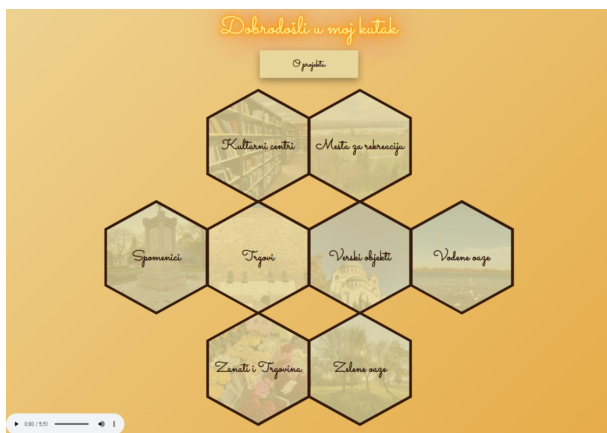 Dobrodošli u moj kutak
O projektu
Kulturni centri
Mesta za rekreaciju
Spomenici
Trgovi
Verski objekti
Vodene oaze
Zanati i Trgovina
Zelene oaze
0:00 / 5:51